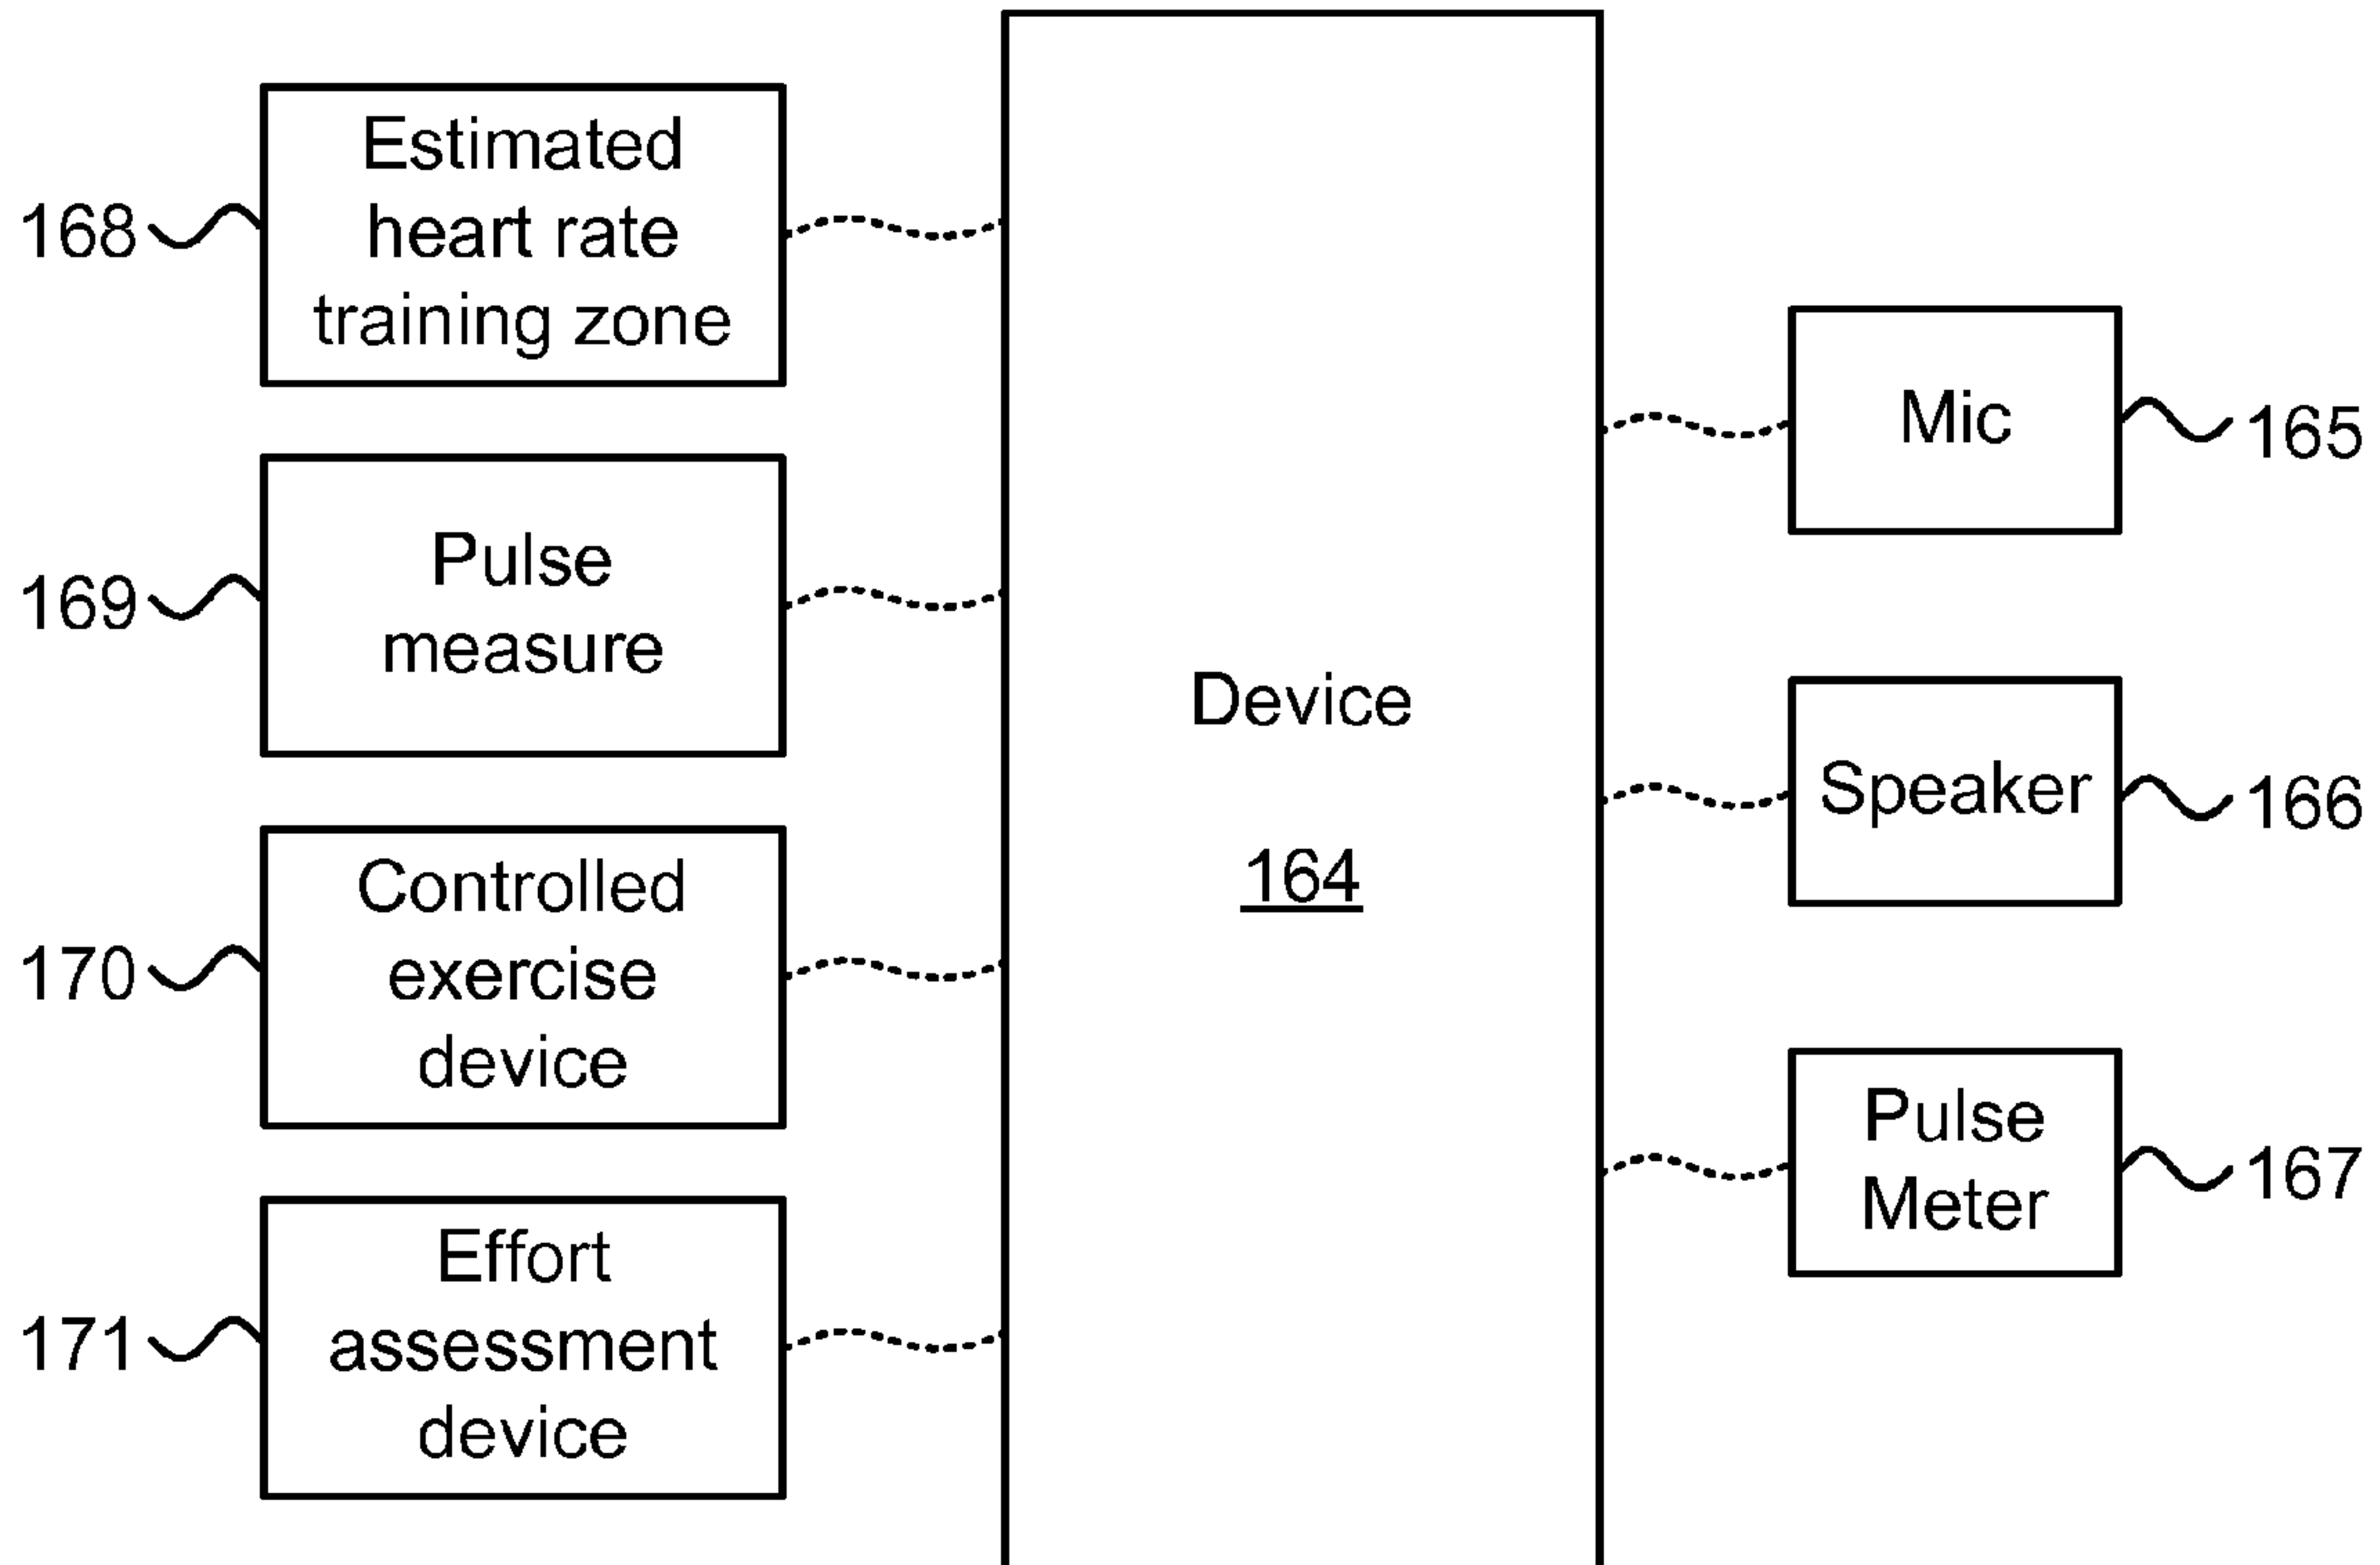 168
Estimated
heart rate
training zone
169
Pulse
measure
170
Controlled
exercise
device
171
Effort
assessment
device
Device
164
Mic
165
Speaker
166
Pulse
Meter
167